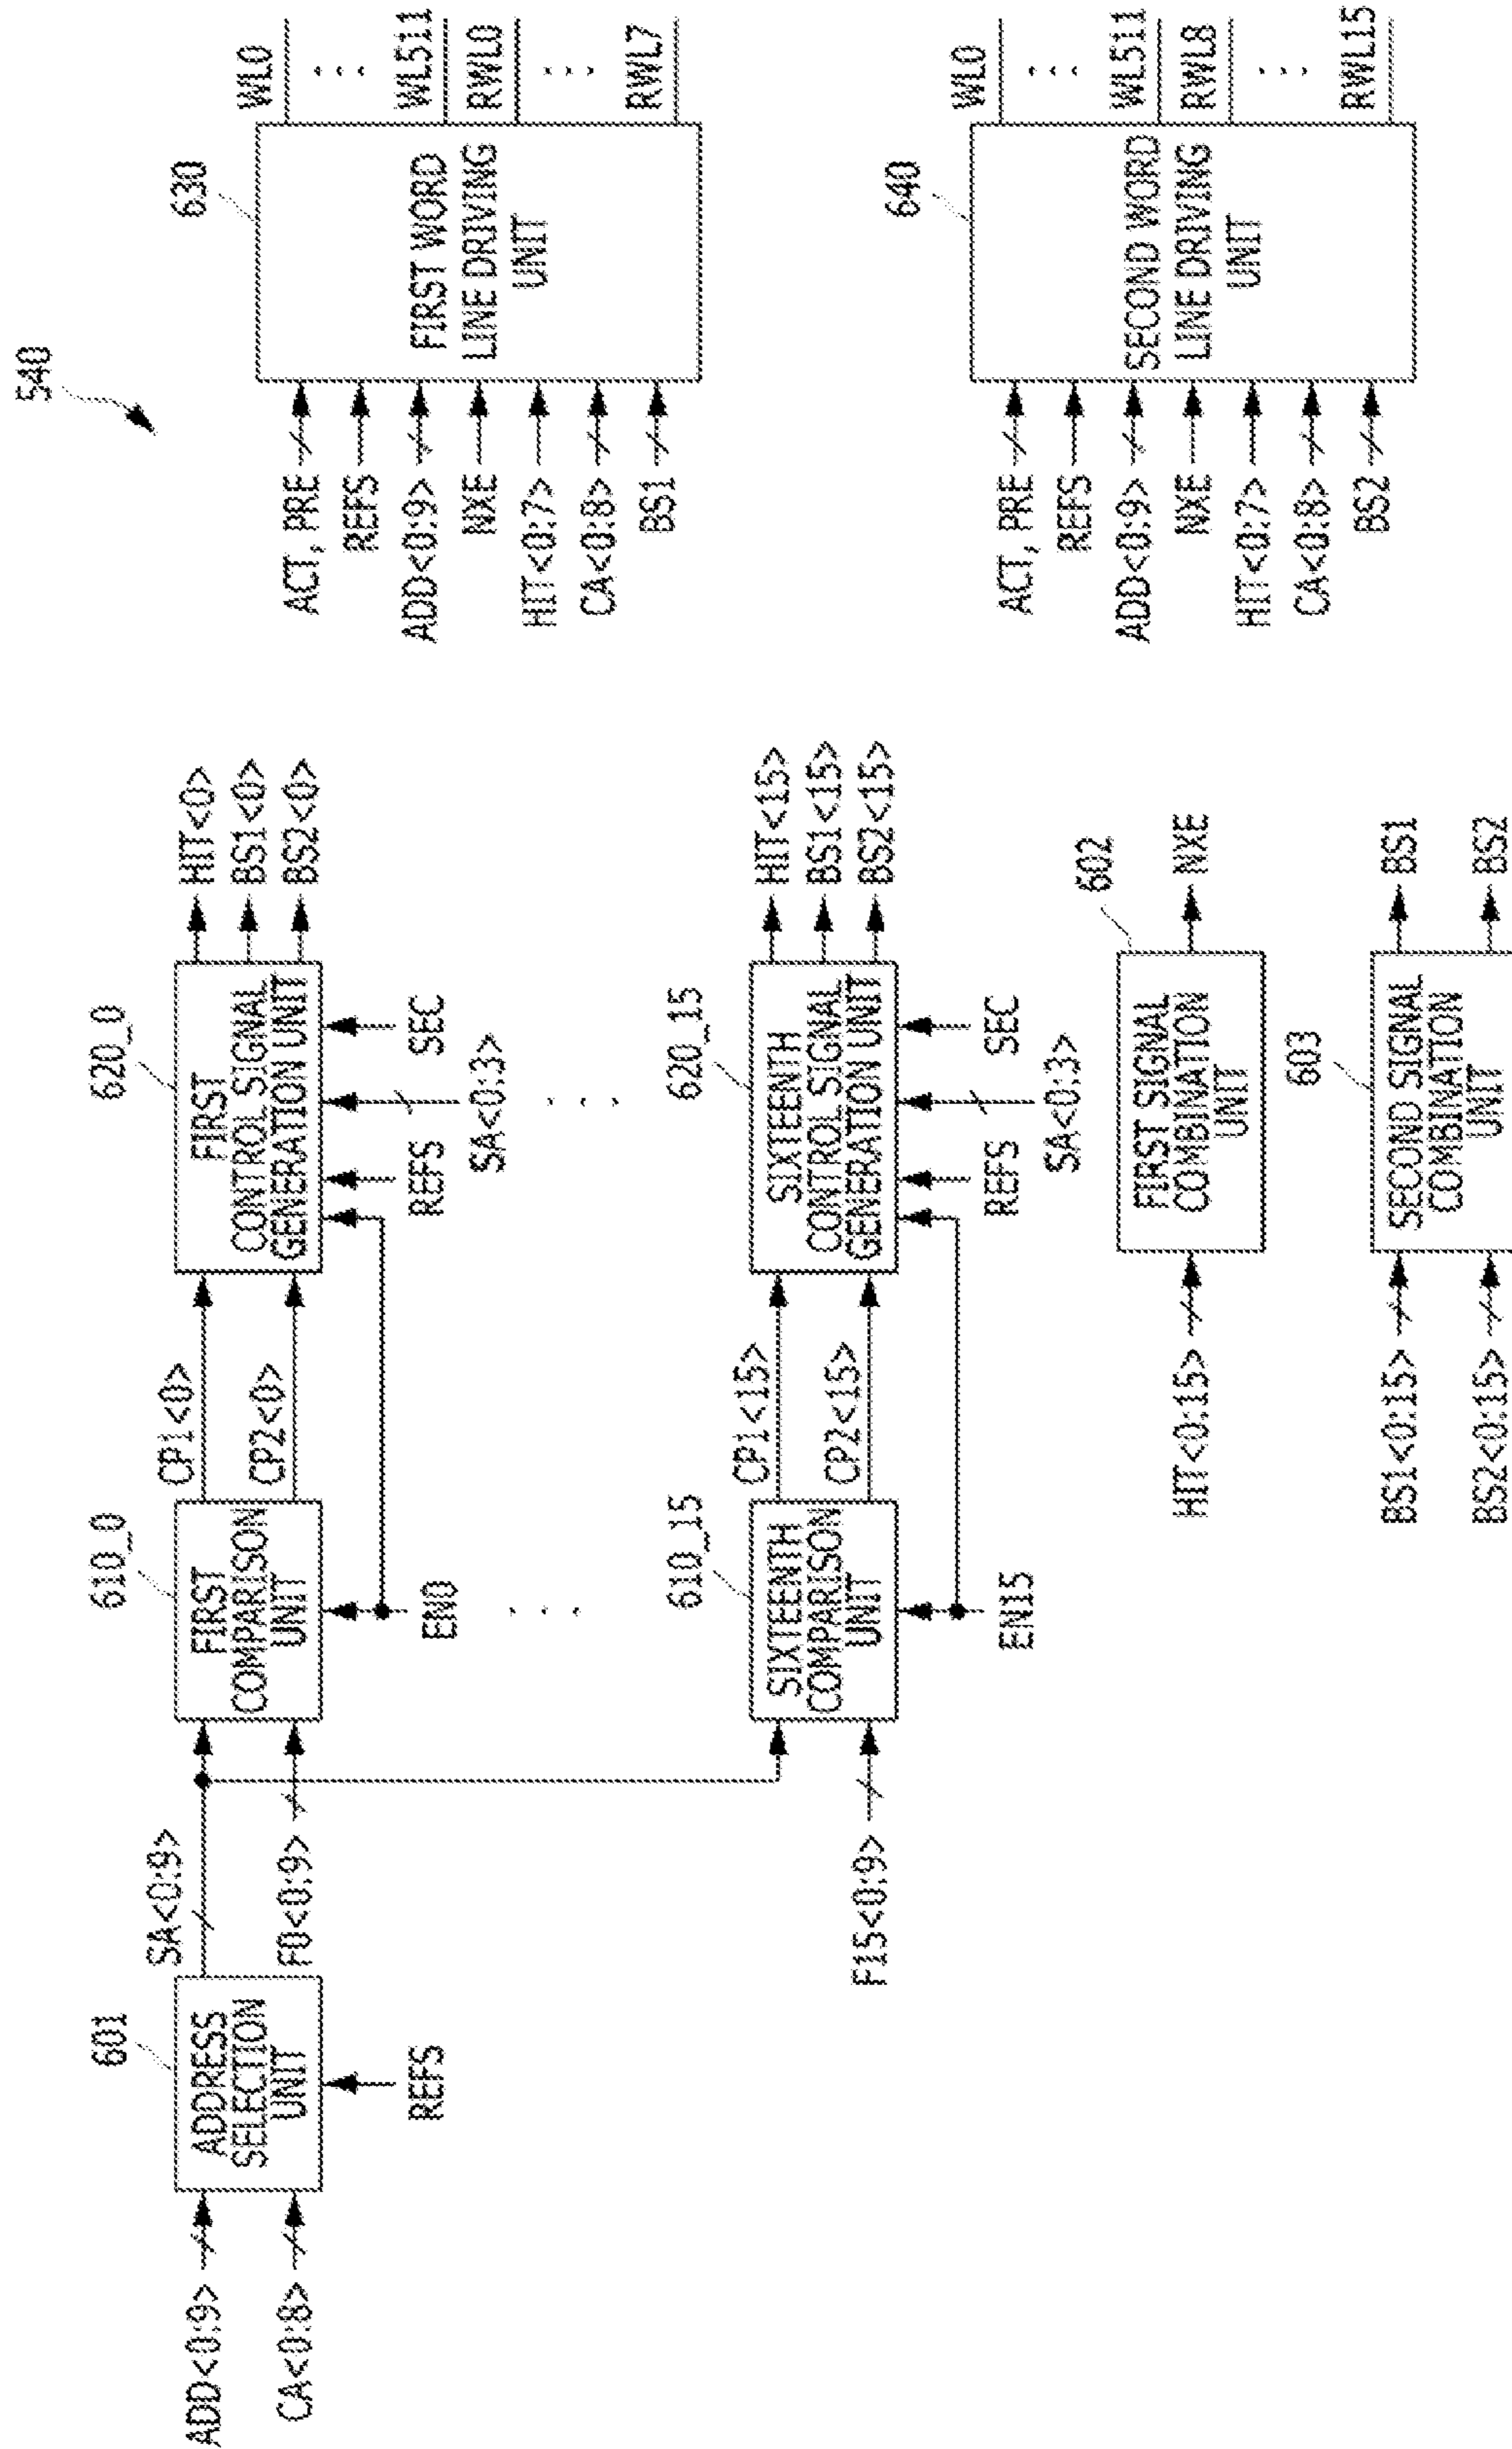 540
601
ADD<0:9>
CA<0:8>
ADDRESS
SELECTION
UNIT
REFS
SA<0:9>
F0<0:9>
610_0
FIRST
COMPARISON
UNIT
EN0
CP1<0>
CP2<0>
620_0
FIRST
CONTROL SIGNAL
GENERATION UNIT
REFS
SA<0:3>
SEC
HIT<0>
BS1<0>
BS2<0>
F15<0:9>
610_15
SIXTEENTH
COMPARISON
UNIT
EN15
CP1<15>
CP2<15>
620_15
SIXTEENTH
CONTROL SIGNAL
GENERATION UNIT
REFS
SA<0:3>
SEC
HIT<15>
BS1<15>
BS2<15>
602
HIT<0:15>
FIRST SIGNAL
COMBINATION
UNIT
NXE
603
BS1<0:15>
BS2<0:15>
SECOND SIGNAL
COMBINATION
UNIT
BS1
BS2
630
ACT, PRE
REFS
ADD<0:9>
NXE
HIT<0:7>
CA<0:8>
BS1
FIRST WORD
LINE DRIVING
UNIT
WL0
WL511
RWL0
RWL7
640
ACT, PRE
REFS
ADD<0:9>
NXE
HIT<0:7>
CA<0:8>
BS2
SECOND WORD
LINE DRIVING
UNIT
WL0
WL511
RWL8
RWL15